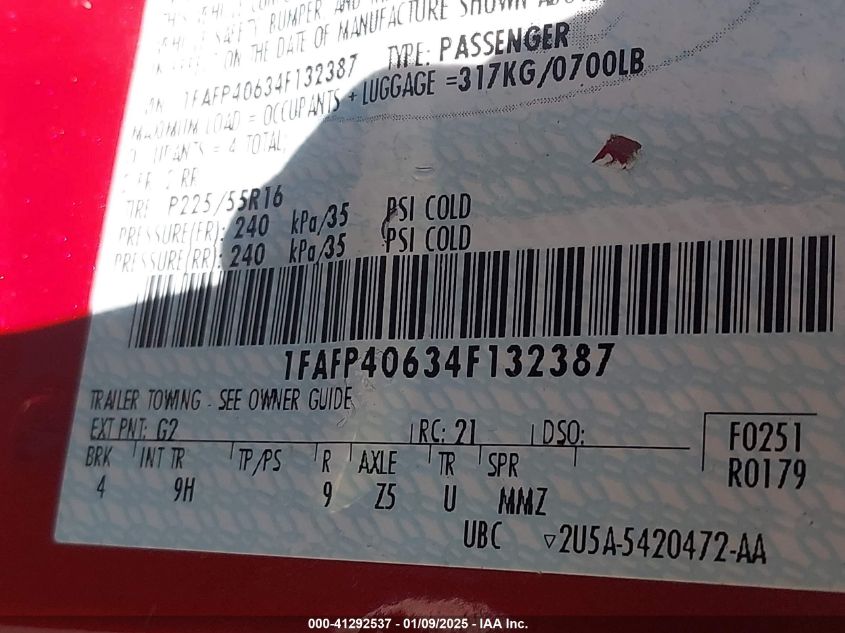 BUMPER AND
ON THE DATE OF MANUFACTURE SHOWN
1FAFP40634F132387 TYPE: PASSENGER
MAXIMUM LOAD = OCCUPANTS + LUGGAGE =317KG/0700LB
= 4 TOTAL;
P225/55R16
PRESSURE(FR): 240 kPa/35 PSI COLD
PRESSURE(RR): 240 kPa/35 PSI COLD
1FAFP40634F132387
TRAILER TOWING - SEE OWNER GUIDE
EXT PNT: G2 RC: 21 DSO: F0251
BRK INT TR TP/PS R AXLE TR SPR R0179
4 9H 9 Z5 U MMZ
UBC ▽2U5A-5420472-AA
000-41292537 - 01/09/2025 - IAA Inc.